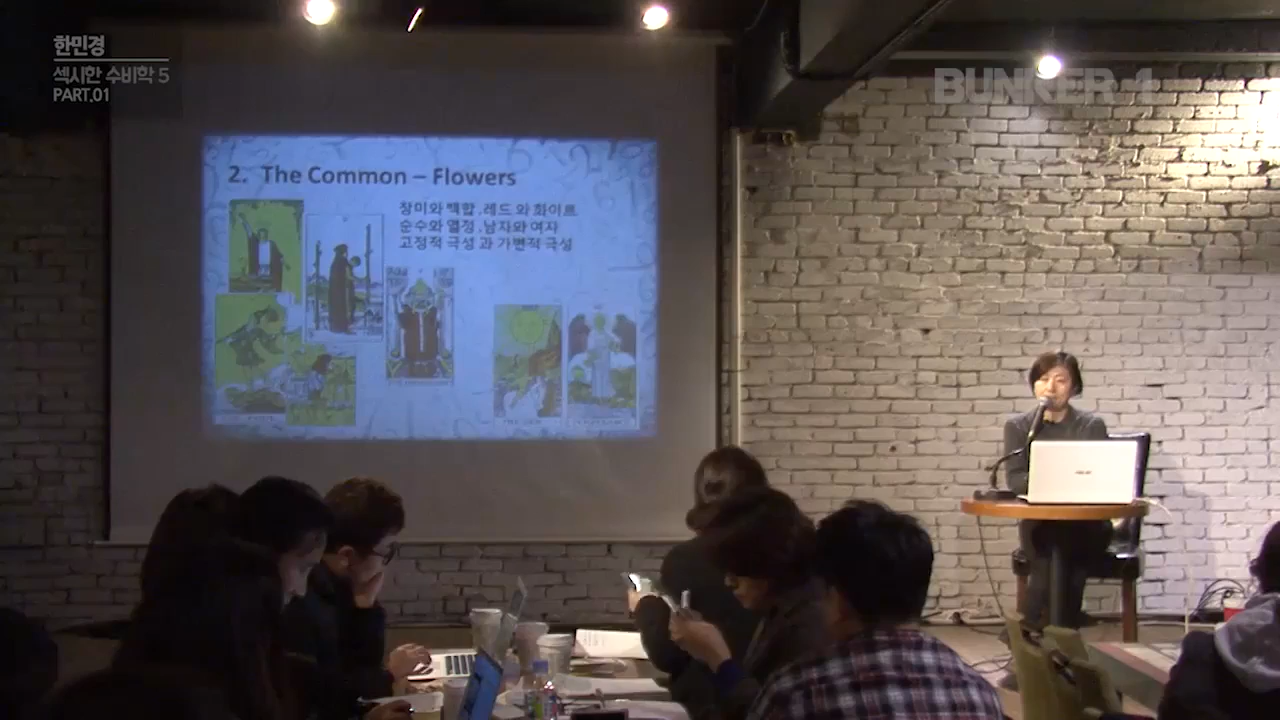 한민경
섹시한 수비학 5
PART.01
BUNKER 1
2. The Common – Flowers
장미와 백합 , 레드 와 화이트
순수와 열정 , 남자와 여자
고정적 극성 과 가변적 극성
ASUS